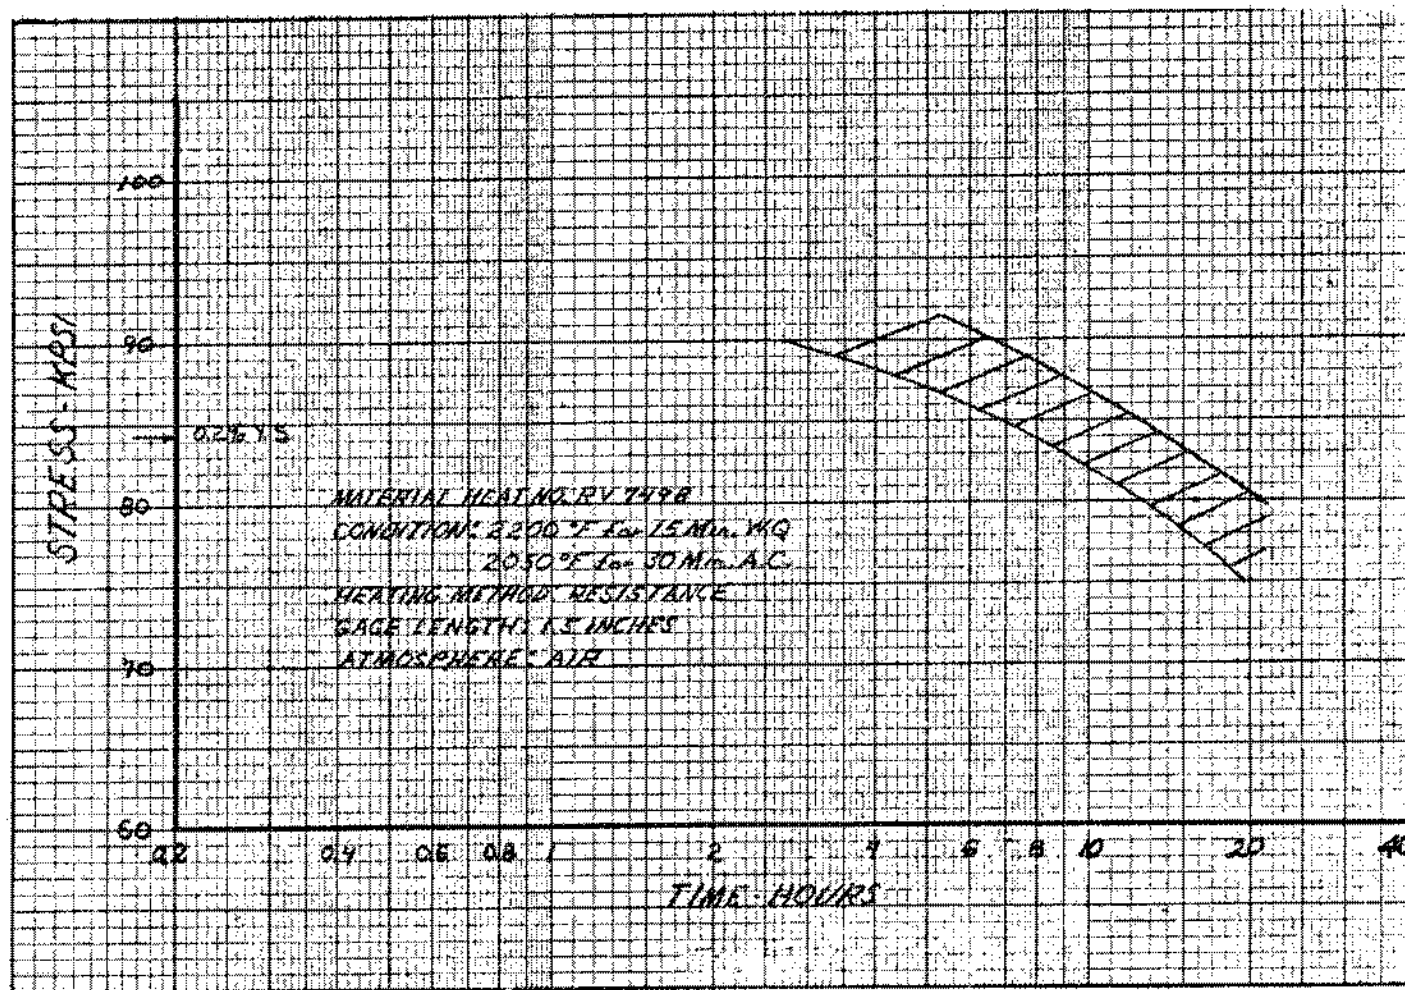 100
90
80
70
60
STRESS - KPSI
0.2% Y.S
MATERIAL HEAT NO. RV 7498
CONDITION: 2200 °F for 15 Min. W.Q
2050 °F for 30 Min. A.C.
HEATING METHOD: RESISTANCE
GAGE LENGTH: 1.5 INCHES
ATMOSPHERE: AIR
0.2 0.4 0.6 0.8 1 2 4 6 8 10 20 40
TIME - HOURS